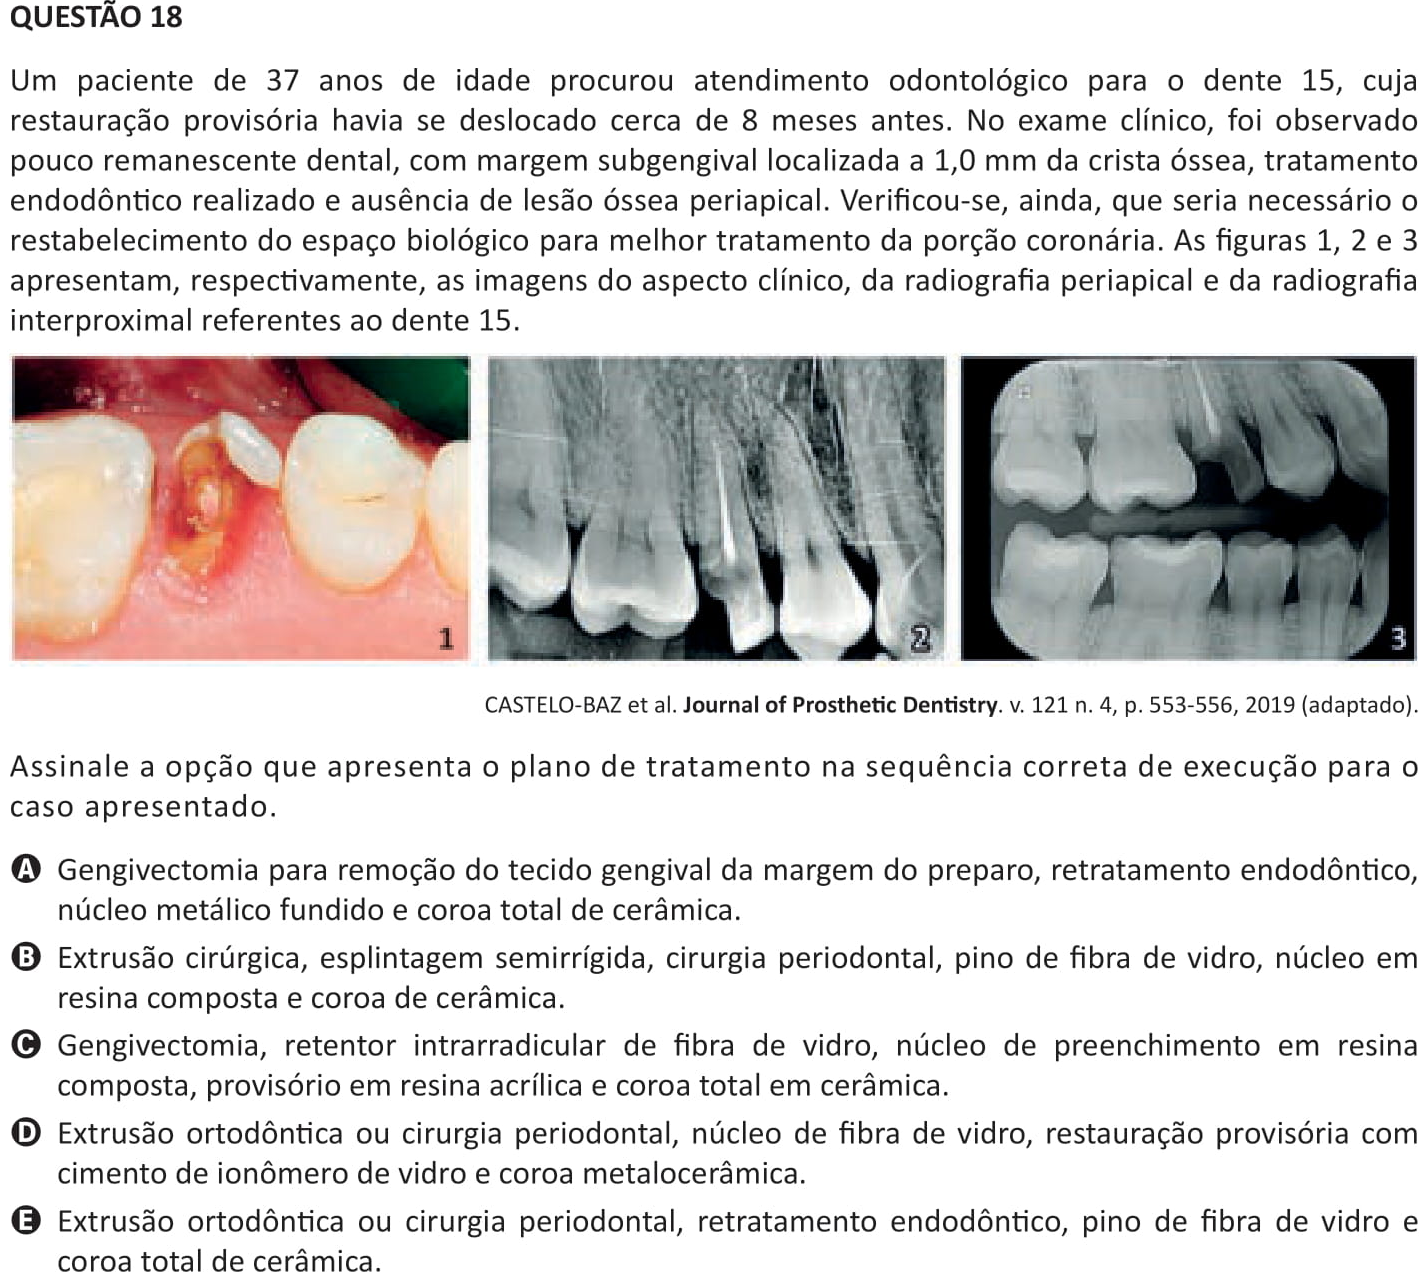 QUESTÃO 18
Um paciente de 37 anos de idade procurou atendimento odontológico para o dente 15, cuja
restauração provisória havia se deslocado cerca de 8 meses antes. No exame clínico, foi observado
pouco remanescente dental, com margem subgengival localizada a 1,0 mm da crista óssea, tratamento
endodôntico realizado e ausência de lesão óssea periapical. Verificou-se, ainda, que seria necessário o
restabelecimento do espaço biológico para melhor tratamento da porção coronária. As figuras 1, 2 e 3
apresentam, respectivamente, as imagens do aspecto clínico, da radiografia periapical e da radiografia
interproximal referentes ao dente 15.
1
2
3
CASTELO-BAZ et al. Journal of Prosthetic Dentistry. v. 121 n. 4, p. 553-556, 2019 (adaptado).
Assinale a opção que apresenta o plano de tratamento na sequência correta de execução para o
caso apresentado.
A Gengivectomia para remoção do tecido gengival da margem do preparo, retratamento endodôntico,
núcleo metálico fundido e coroa total de cerâmica.
B Extrusão cirúrgica, esplintagem semirrígida, cirurgia periodontal, pino de fibra de vidro, núcleo em
resina composta e coroa de cerâmica.
C Gengivectomia, retentor intrarradicular de fibra de vidro, núcleo de preenchimento em resina
composta, provisório em resina acrílica e coroa total em cerâmica.
D Extrusão ortodôntica ou cirurgia periodontal, núcleo de fibra de vidro, restauração provisória com
cimento de ionômero de vidro e coroa metalocerâmica.
E Extrusão ortodôntica ou cirurgia periodontal, retratamento endodôntico, pino de fibra de vidro e
coroa total de cerâmica.